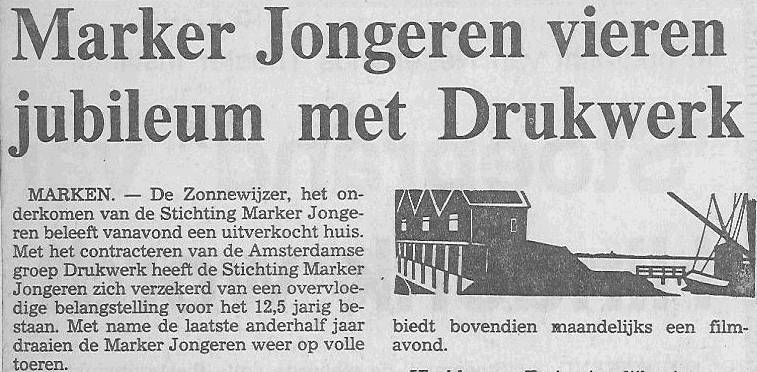 Marker Jongeren vieren
jubileum met Drukwerk
MARKEN. — De Zonnewijzer, het on-
derkomen van de Stichting Marker Jonge-
ren beleeft vanavond een uitverkocht huis.
Met het contracteren van de Amsterdamse
groep Drukwerk heeft de Stichting Marker
Jongeren zich verzekerd van een overvloe-
dige belangstelling voor het 12,5 jarig be-
staan. Met name de laatste anderhalf jaar
draaien de Marker Jongeren weer op volle
toeren.
biedt bovendien maandelijks een film-
avond.